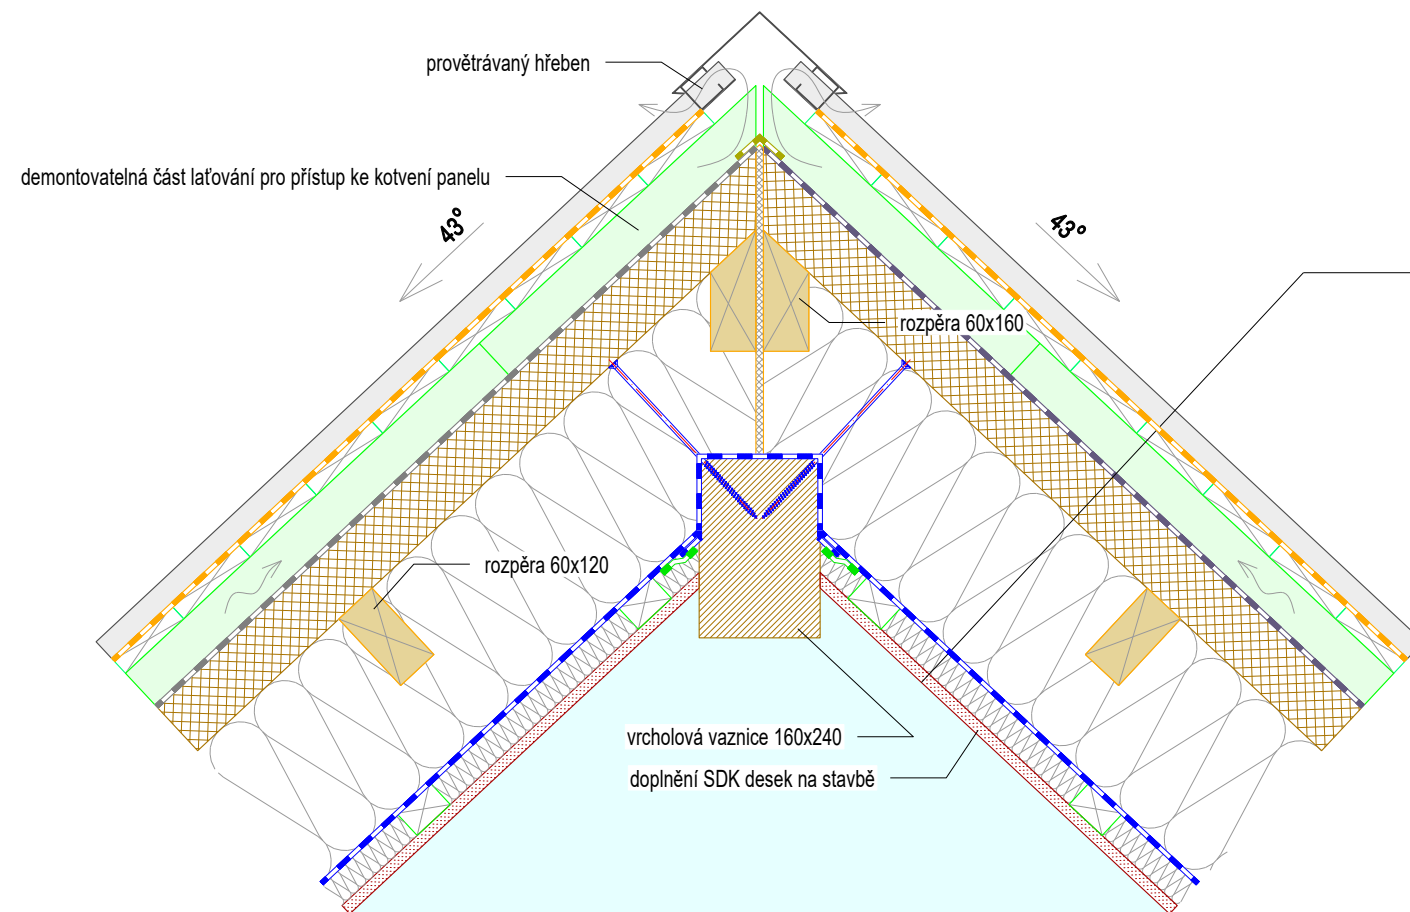 provětrávaný hřeben
demontovatelná část laťování pro přístup ke kotvení panelu
43°
43°
rozpěra 60x160
rozpěra 60x120
vrcholová vaznice 160x240
doplnění SDK desek na stavbě